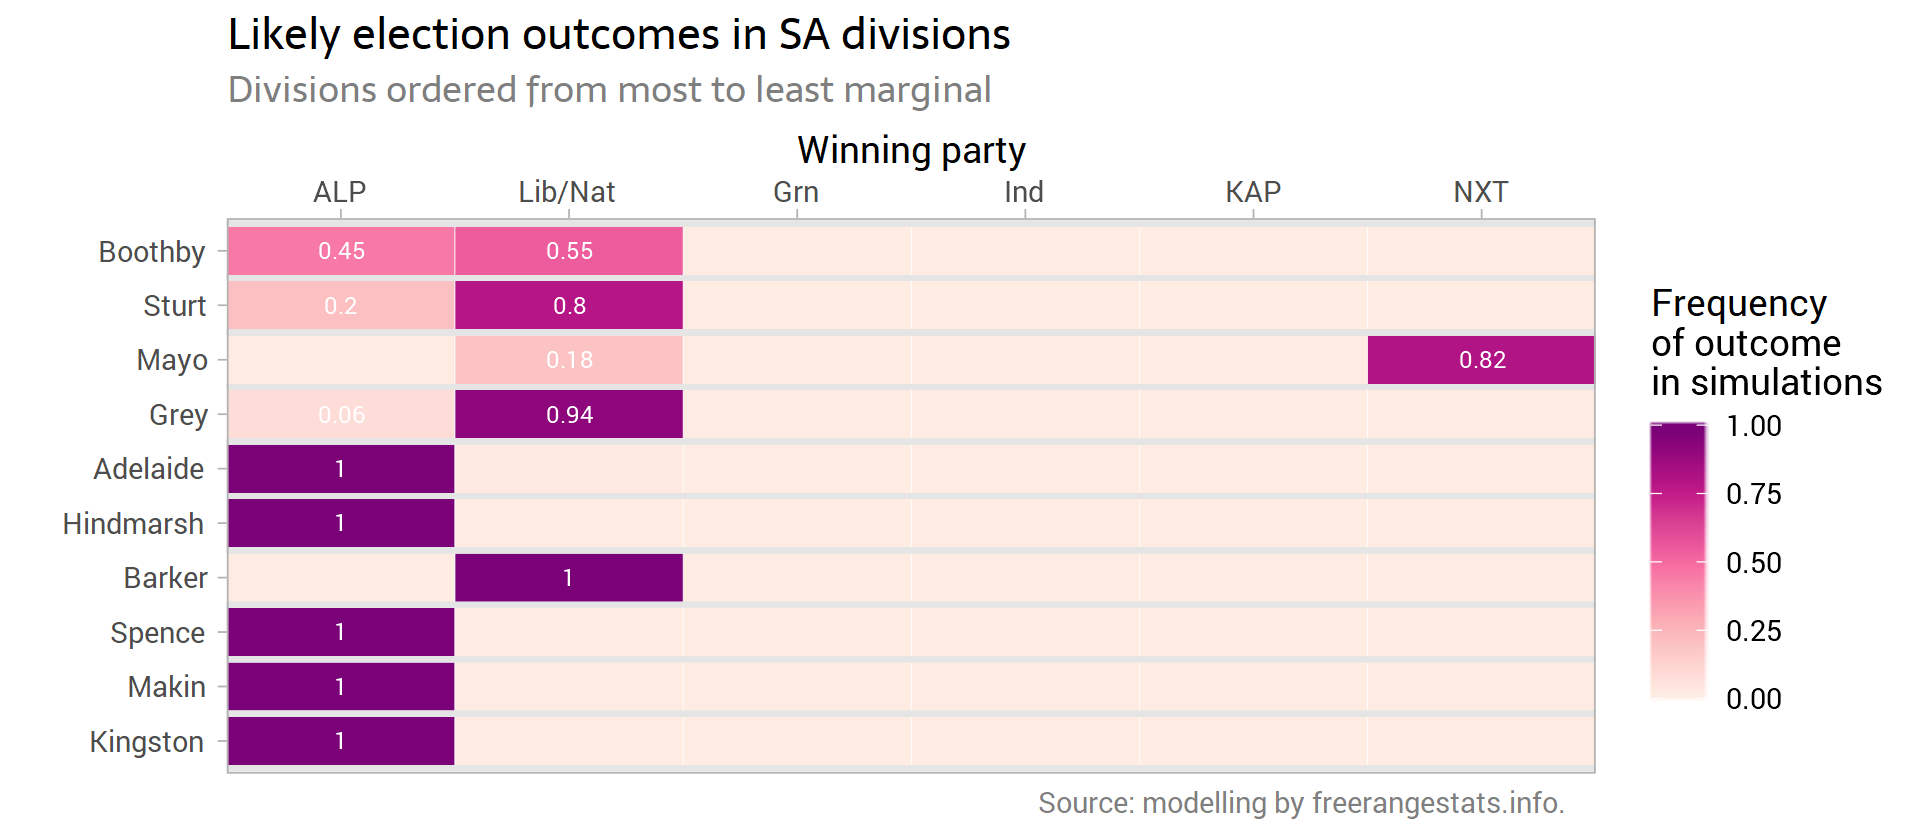 Likely election outcomes in SA divisions
Divisions ordered from most to least marginal
Winning party
ALP Lib/Nat Grn Ind KAP NXT
Boothby 0.45 0.55
Sturt 0.2 0.8
Mayo 0.18 0.82
Grey 0.06 0.94
Adelaide 1
Hindmarsh 1
Barker 1
Spence 1
Makin 1
Kingston 1
Frequency
of outcome
in simulations
1.00
0.75
0.50
0.25
0.00
Source: modelling by freerangestats.info.